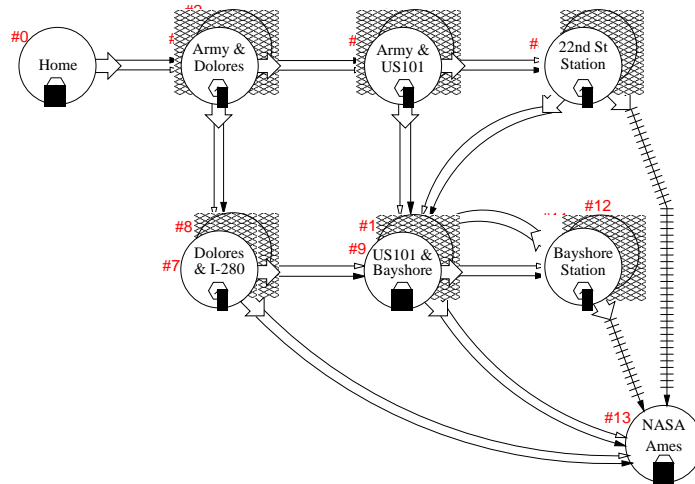 #0
Home
Army &
Dolores
Army &
US101
22nd St
Station
#8
#7
Dolores
& I-280
#9
US101 &
Bayshore
#12
Bayshore
Station
#13
NASA
Ames